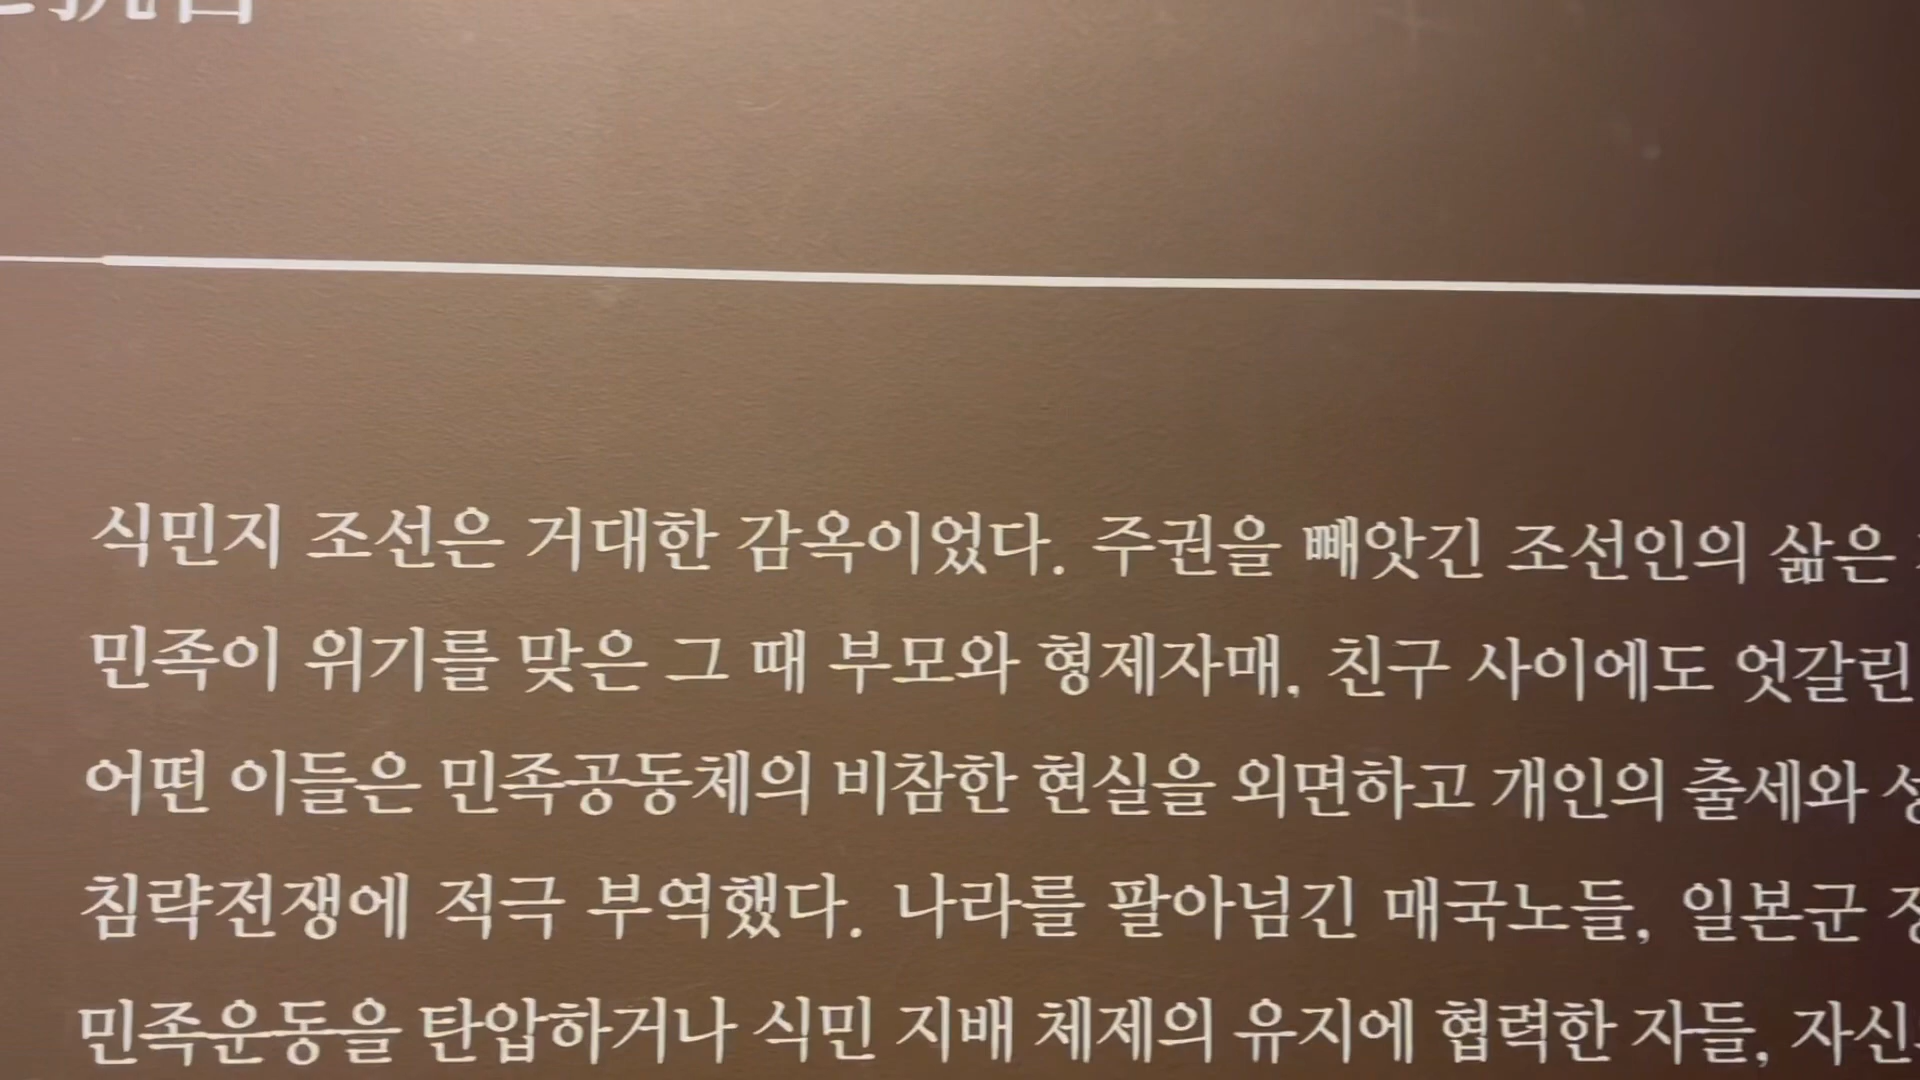 식민지 조선은 거대한 감옥이었다. 주권을 빼앗긴 조선인의 삶은
민족이 위기를 맞은 그 때 부모와 형제자매, 친구 사이에도 엇갈린
어떤 이들은 민족공동체의 비참한 현실을 외면하고 개인의 출세와
침략전쟁에 적극 부역했다. 나라를 팔아넘긴 매국노들, 일본군
민족운동을 탄압하거나 식민 지배 체제의 유지에 협력한 자들, 자신